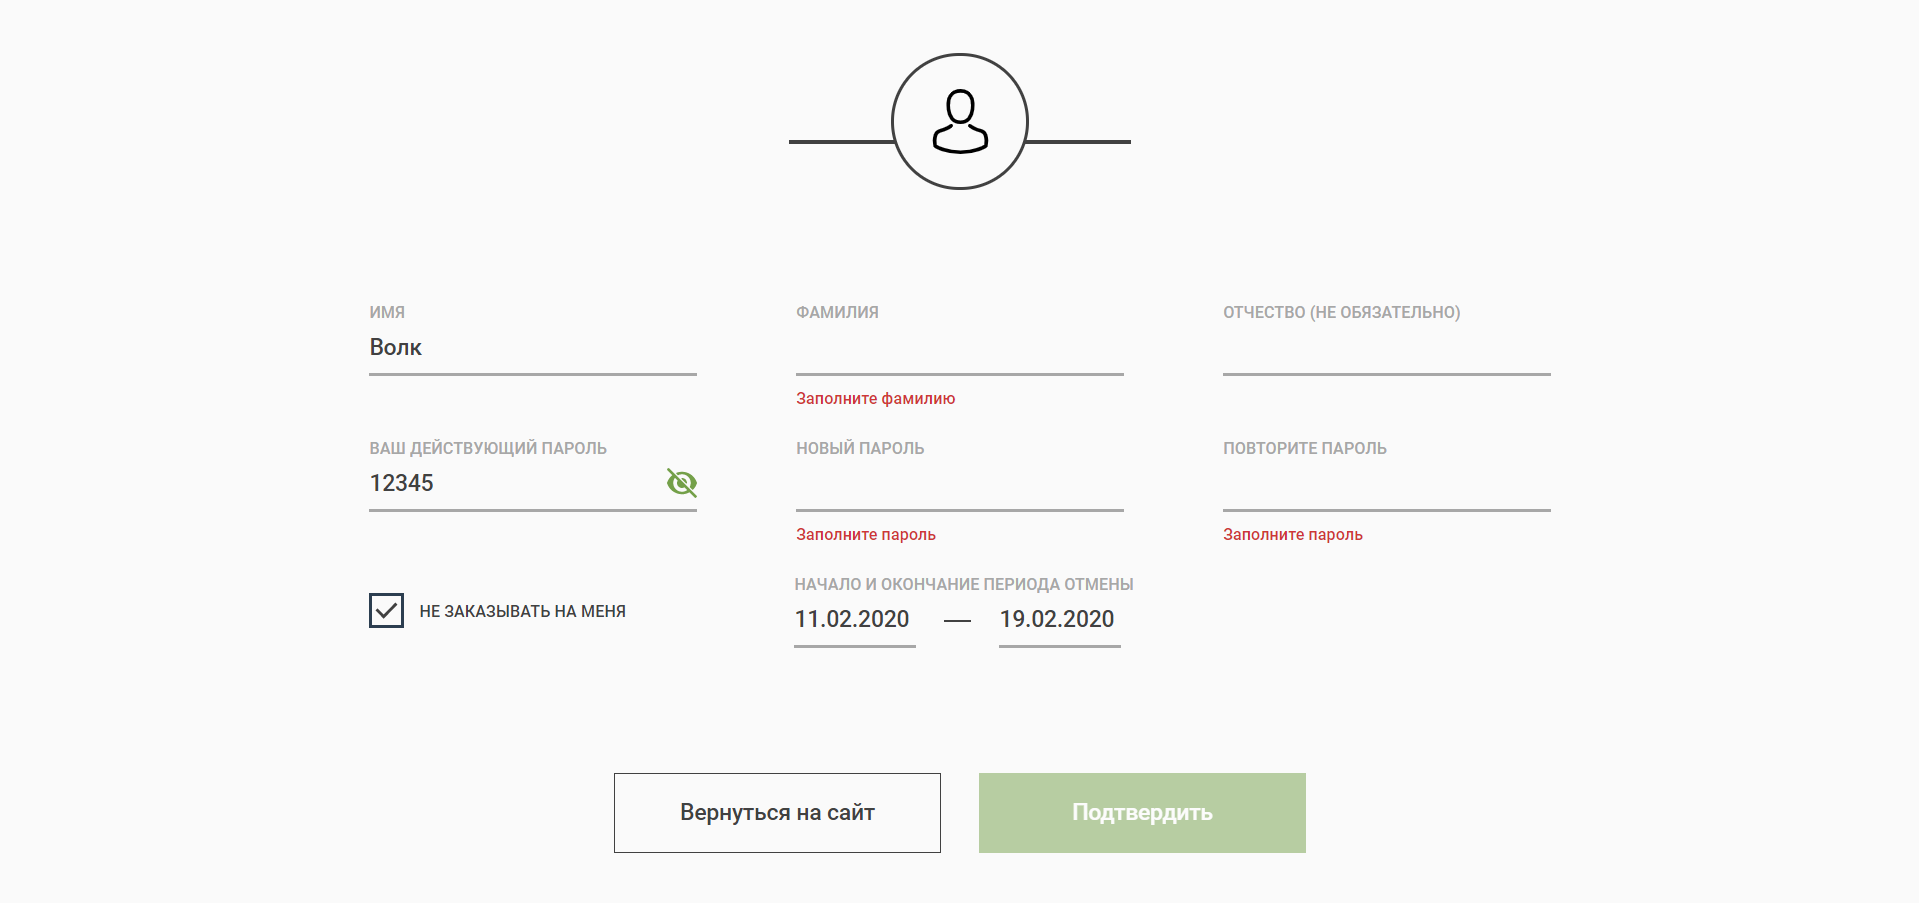 ИМЯ
ФАМИЛИЯ
ОТЧЕСТВО (НЕ ОБЯЗАТЕЛЬНО)
Волк
Заполните фамилию
ВАШ ДЕЙСТВУЮЩИЙ ПАРОЛЬ
НОВЫЙ ПАРОЛЬ
ПОВТОРИТЕ ПАРОЛЬ
12345
Заполните пароль
Заполните пароль
НАЧАЛО И ОКОНЧАНИЕ ПЕРИОДА ОТМЕНЫ
НЕ ЗАКАЗЫВАТЬ НА МЕНЯ
11.02.2020 — 19.02.2020
Вернуться на сайт
Подтвердить